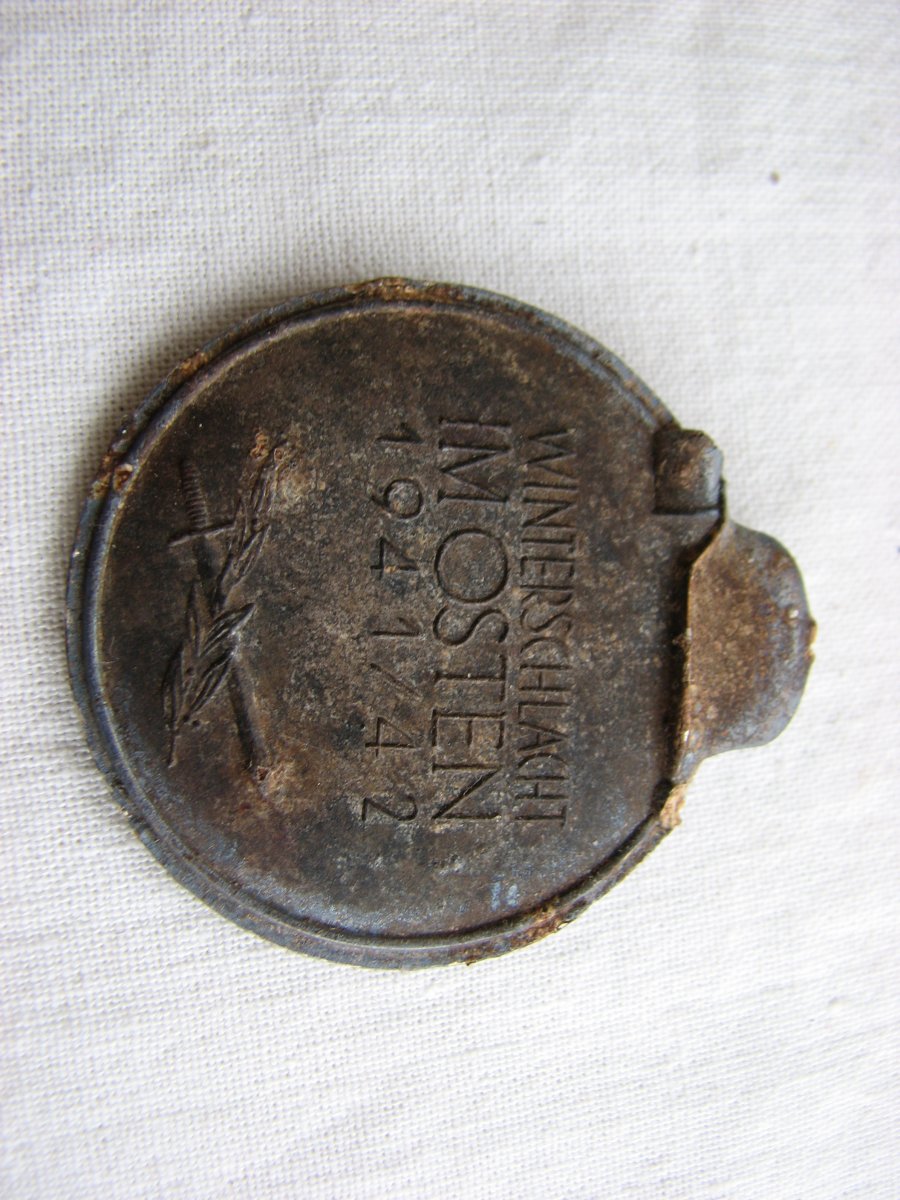 WINTERSCHLACHT
IM OSTEN
1941/42